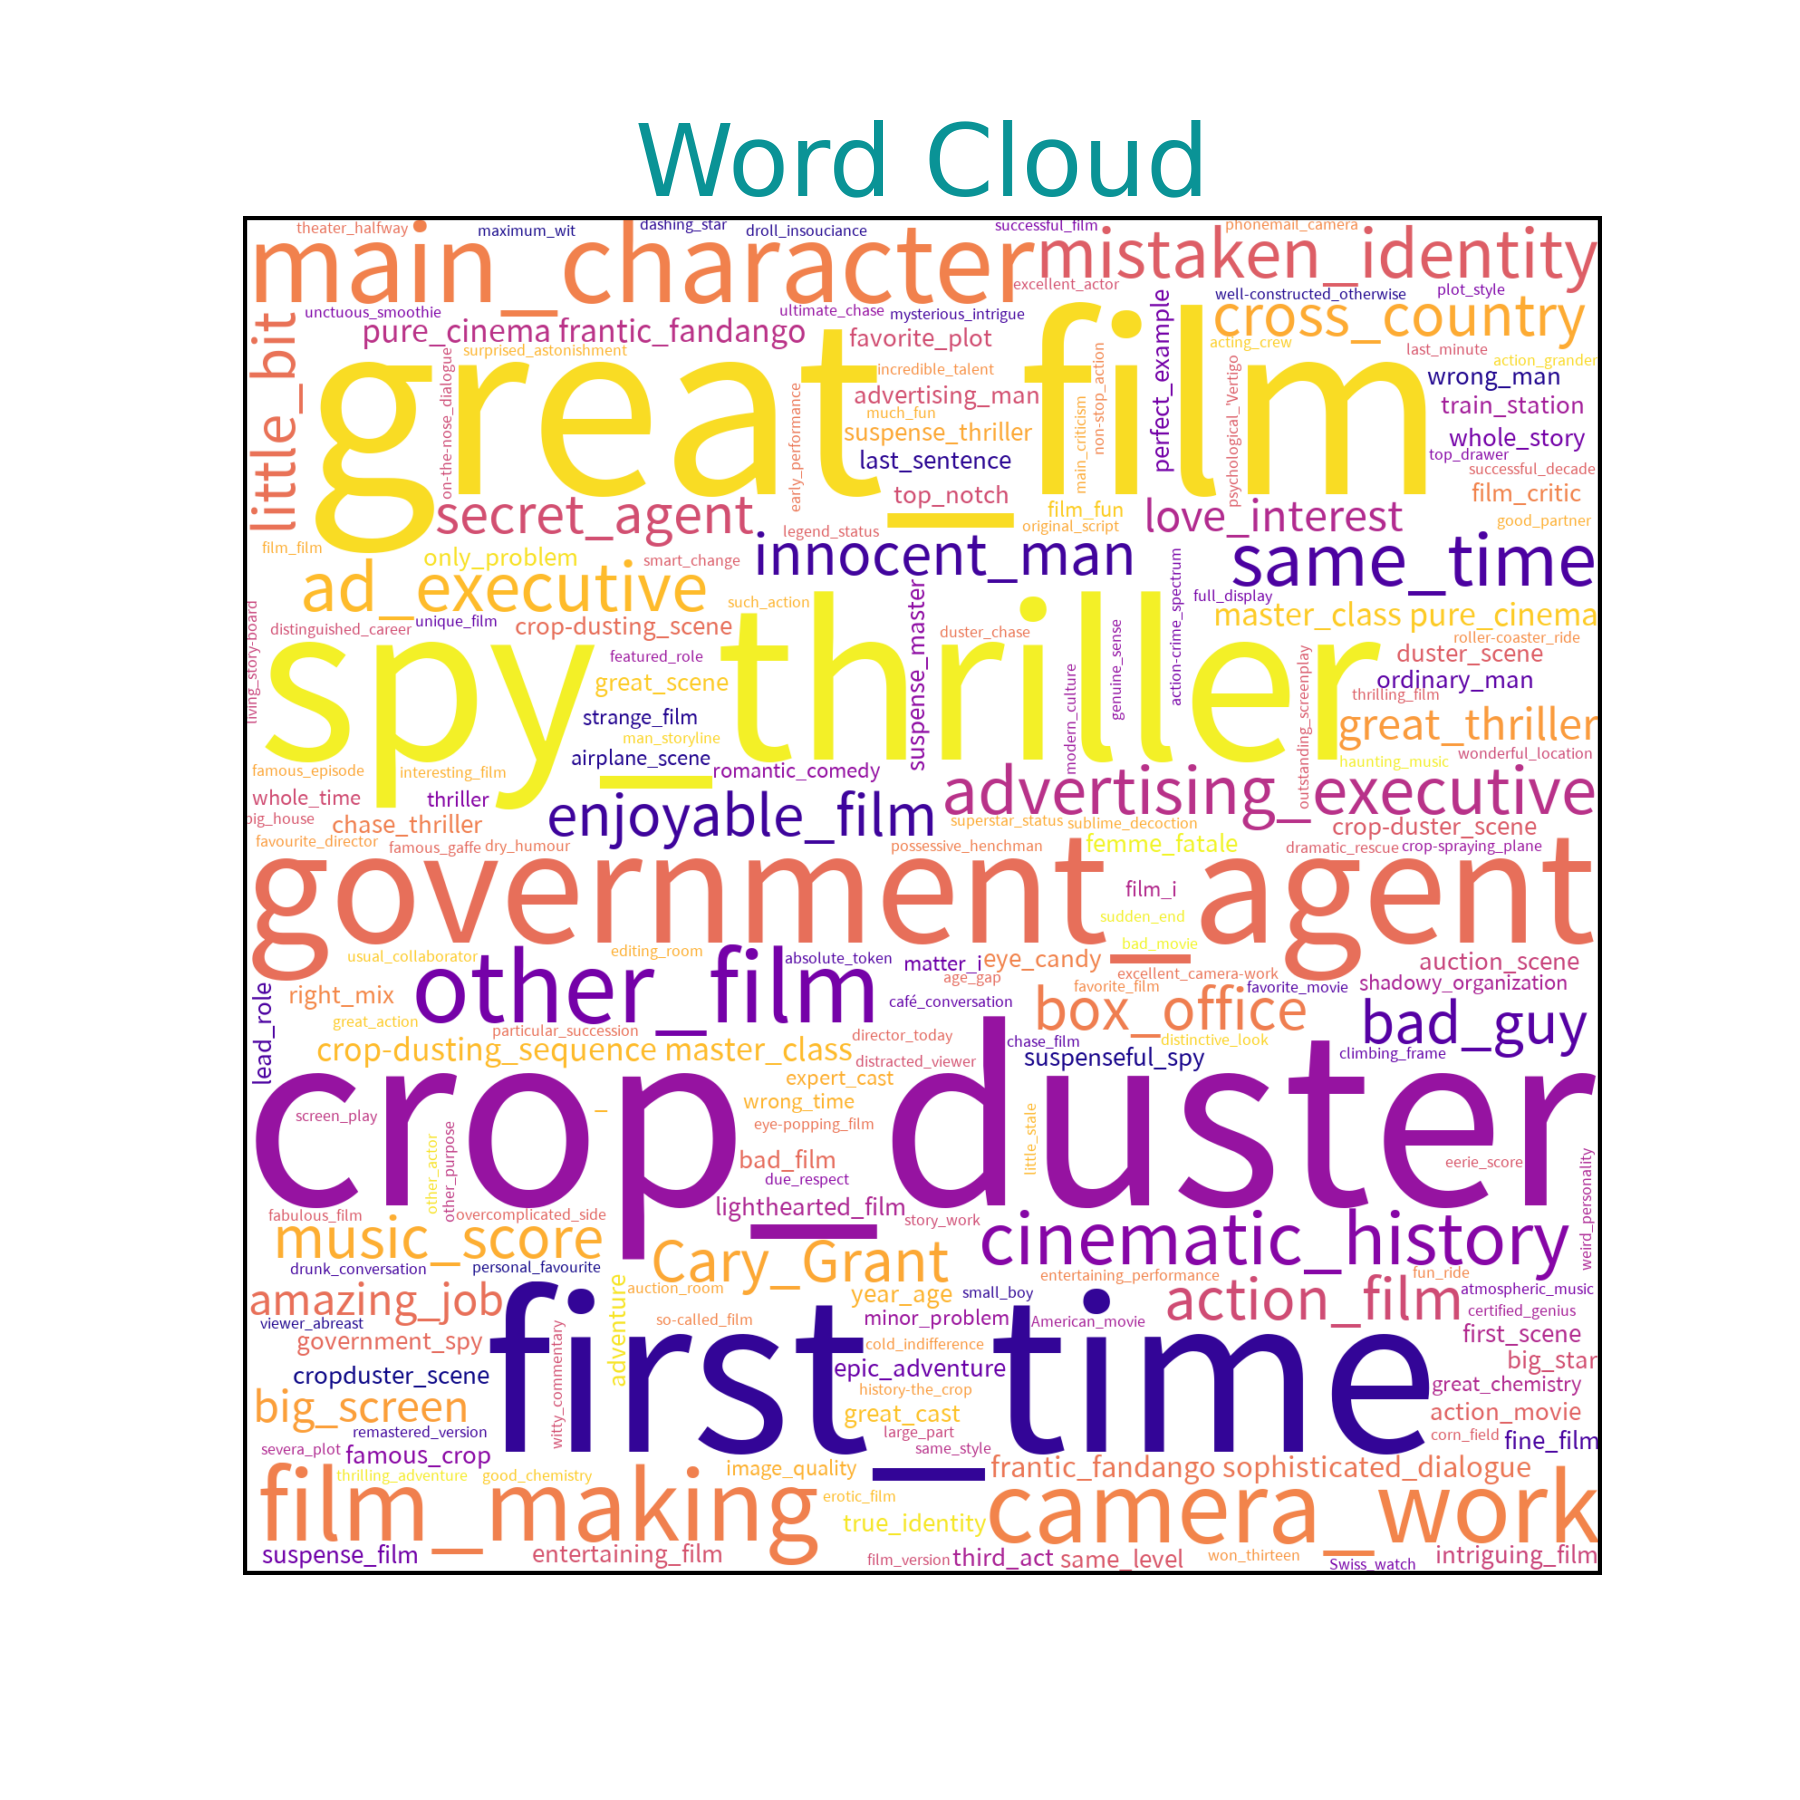 Word Cloud
theater_halfway maximum_wit dashing_star droll_insouciance successful_film phonemail_camera
main_character mistaken_identity
excellent_actor well-constructed_otherwise plot_style
unctuous_smoothie ultimate_chase mysterious_intrigue cross_country
little_bit pure_cinema frantic_fandango favorite_plot perfect_example acting_crew last_minute
surprised_astonishment incredible_talent action_grander
great_film
on-the-nose_dialogue early_performance advertising_man main_criticism non-stop_action psychological_'Vertigo wrong_man
much_fun train_station
suspense_thriller whole_story
last_sentence top_drawer
successful_decade
top_notch film_critic
secret_agent film_fun love_interest good_partner
legend_status original_script
film_film only_problem smart_change innocent_man same_time
ad_executive such_action suspense_master action-crime_spectrum full_display
living_story-board distinguished_career unique_film crop-dusting_scene duster_chase genuine_sense master_class pure_cinema
roller-coaster_ride
spy_thriller
featured_role modern_culture outstanding_screenplay duster_scene
great_scene ordinary_man
thrilling_film
strange_film great_thriller
man_storyline
airplane_scene wonderful_location
famous_episode interesting_film romantic_comedy haunting_music
whole_time thriller advertising_executive
big_house chase_thriller enjoyable_film superstar_status sublime_decoction crop-duster_scene
favourite_director famous_gaffe dry_humour possessive_henchman femme_fatale dramatic_rescue crop-spraying_plane
government_agent
film_i
sudden_end
bad_movie
usual_collaborator editing_room absolute_token matter_i eye_candy auction_scene
age_gap excellent_camera-work
lead_role right_mix other_film café_conversation favorite_film favorite_movie shadowy_organization
great_action particular_succession box_office bad_guy
director_today chase_film distinctive_look
crop-dusting_sequence master_class distracted_viewer suspenseful_spy climbing_frame
expert_cast
crop_duster
screen_play _ wrong_time little_stale
other_actor other_purpose eye-popping_film
bad_film eerie_score weird_personality
due_respect
fabulous_film overcomplicated_side lighthearted_film story_work
music_score cinematic_history
drunk_conversation personal_favourite Cary_Grant entertaining_performance fun_ride
adventure auction_room year_age small_boy atmospheric_music
amazing_job action_film certified_genius
viewer_abreast so-called_film minor_problem American_movie
government_spy witty_commentary cold_indifference first_scene
first_time
cropduster_scene epic_adventure big_star
history-the_crop great_chemistry
big_screen great_cast action_movie
remastered_version large_part corn_field fine_film
severa_plot famous_crop same_style
thrilling_adventure good_chemistry image_quality frantic_fandango sophisticated_dialogue
film_making erotic_film camera_work
true_identity
suspense_film entertaining_film film_version third_act same_level won_thirteen Swiss_watch intriguing_film